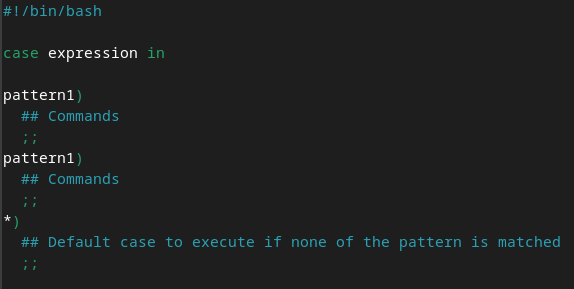 #!/bin/bash
case expression in
pattern1)
## Commands
;;
pattern1)
## Commands
;;
*)
## Default case to execute if none of the pattern is matched
;;